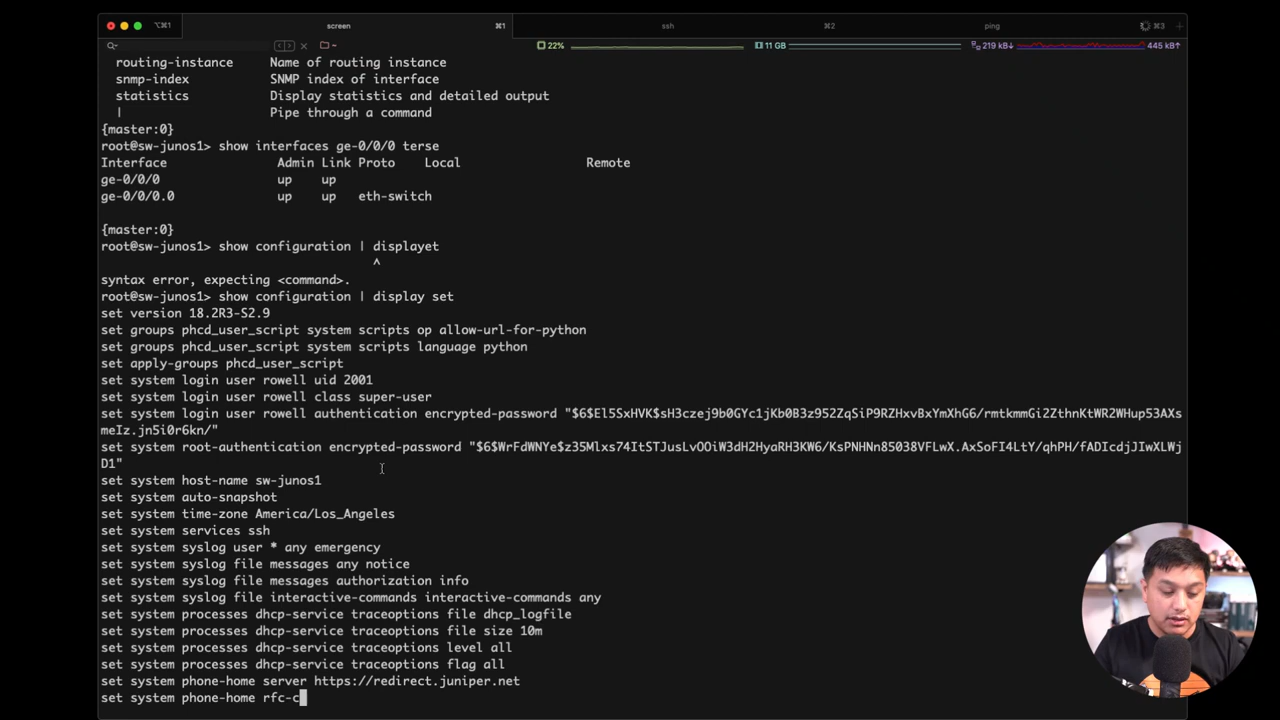 ⌥⌘1
screen
⌘1
ssh
⌘2
ping
⌘3
22%
11 GB
219 kB↓
445 kB↑
routing-instance     Name of routing instance
snmp-index           SNMP index of interface
statistics           Display statistics and detailed output
|                    Pipe through a command
{master:0}
root@sw-junos1> show interfaces ge-0/0/0 terse
Interface               Admin Link Proto    Local                 Remote
ge-0/0/0                up    up
ge-0/0/0.0              up    up   eth-switch
{master:0}
root@sw-junos1> show configuration | displayet
^
syntax error, expecting <command>.
root@sw-junos1> show configuration | display set
set version 18.2R3-S2.9
set groups phcd_user_script system scripts op allow-url-for-python
set groups phcd_user_script system scripts language python
set apply-groups phcd_user_script
set system login user rowell uid 2001
set system login user rowell class super-user
set system login user rowell authentication encrypted-password "$6$El5SxHVK$sH3czej9b0GYc1jKb0B3z952ZqSiP9RZHxvBxYmXhG6/rmtkmmGi2ZthnKtWR2WHup53AXs
meIz.jn5i0r6kn/"
set system root-authentication encrypted-password "$6$WrFdWNYe$z35Mlxs74ItSTJusLvOOiW3dH2HyaRH3KW6/KsPNHNn85038VFLwX.AxSoFI4LtY/qhPH/fADIcdjJIwXLWj
D1"
set system host-name sw-junos1
set system auto-snapshot
set system time-zone America/Los_Angeles
set system services ssh
set system syslog user * any emergency
set system syslog file messages any notice
set system syslog file messages authorization info
set system syslog file interactive-commands interactive-commands any
set system processes dhcp-service traceoptions file dhcp_logfile
set system processes dhcp-service traceoptions file size 10m
set system processes dhcp-service traceoptions level all
set system processes dhcp-service traceoptions flag all
set system phone-home server https://redirect.juniper.net
set system phone-home rfc-c